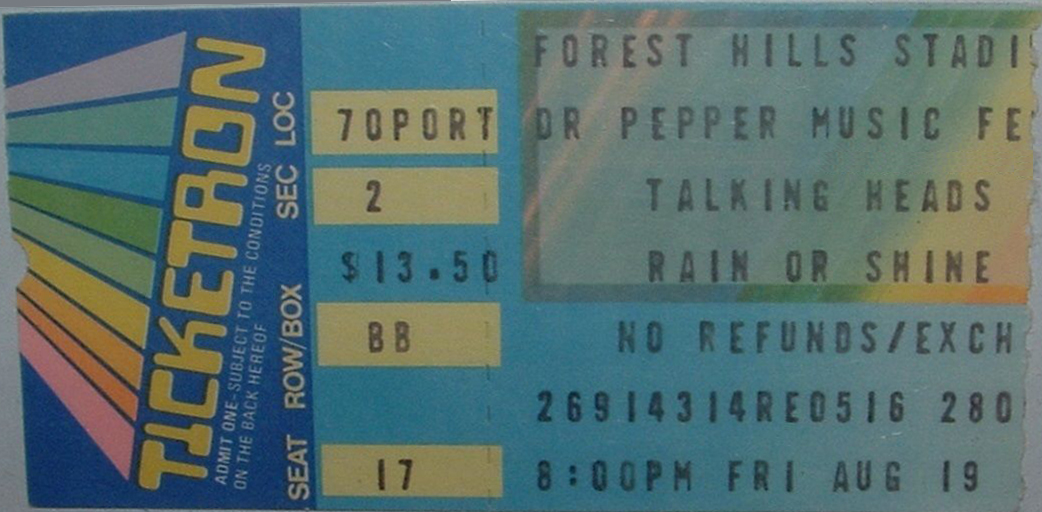 TICKETRON
ADMIT ONE-SUBJECT TO THE CONDITIONS
ON THE BACK HEREOF
SEAT ROW/BOX SEC LOC
70PORT
2
$13.50
BB
17
FOREST HILLS STADI
DR PEPPER MUSIC FE
TALKING HEADS
RAIN OR SHINE
NO REFUNDS/EXCH
26914314RE0516 280
8:00PM FRI AUG 19